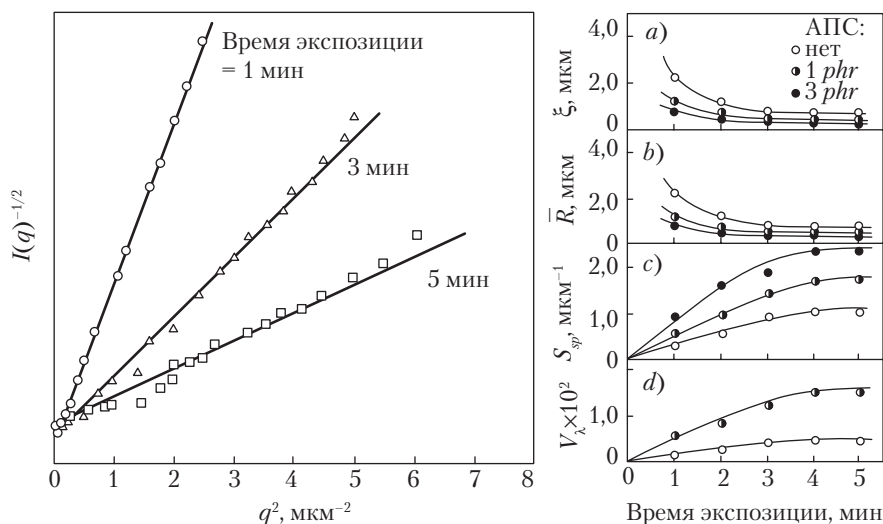 Время экспозиции
= 1 мин
3 мин
5 мин
I(q)⁻¹/²
0 1 2 3 4 5 6 7 8
q², мкм⁻²
АПС:
нет
1 phr
3 phr
a)
4,0
2,0
0
ξ, мкм
b)
4,0
2,0
0
R̅, мкм
c)
2,0
1,0
0
S_sp, мкм⁻¹
d)
1,0
0
V_λ×10²
0 1 2 3 4 5
Время экспозиции, мин